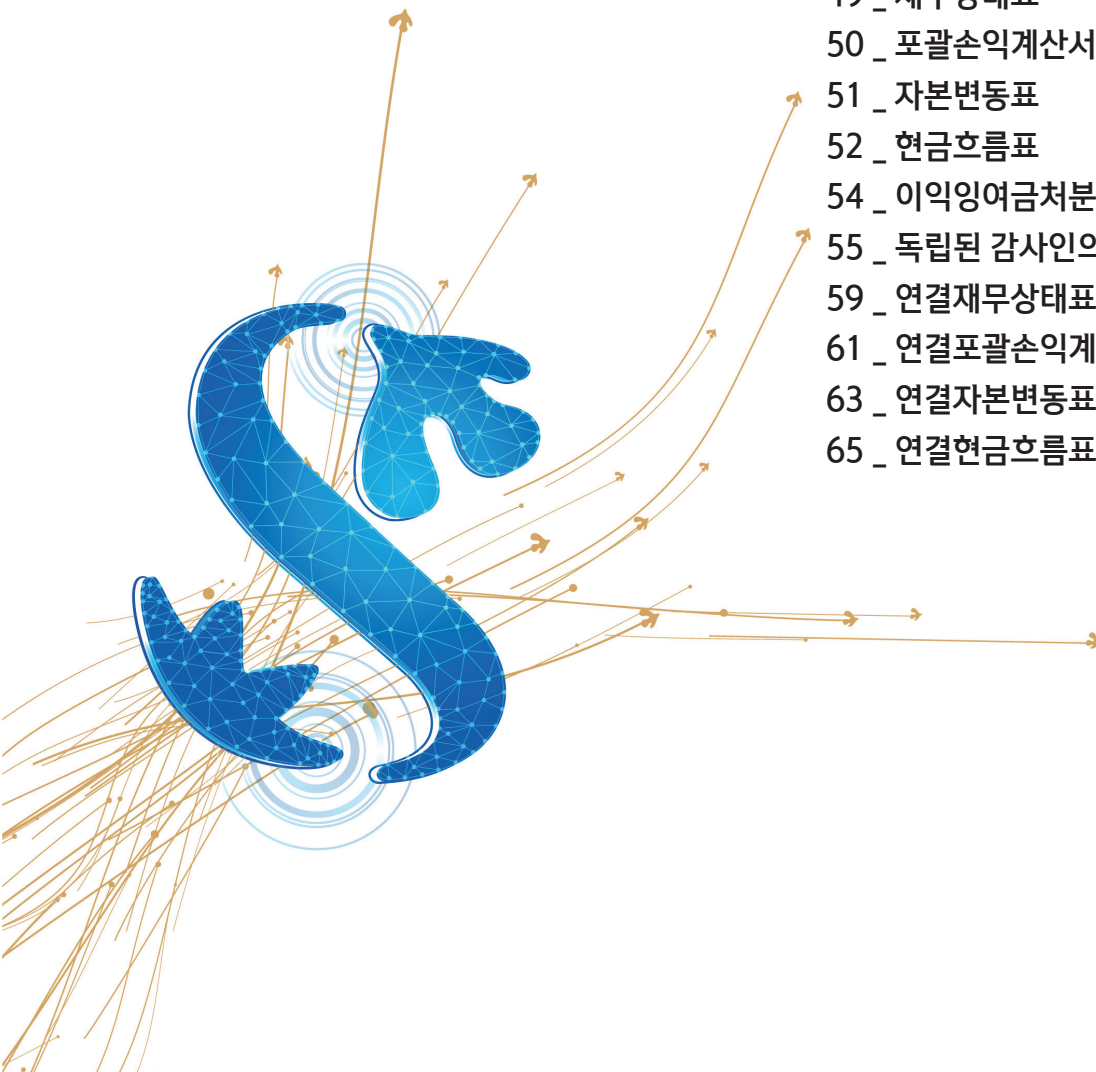 50 _ 포괄손익계산서
51 _ 자본변동표
52 _ 현금흐름표
54 _ 이익잉여금처분
55 _ 독립된 감사인으
59 _ 연결재무상태표
61 _ 연결포괄손익계
63 _ 연결자본변동표
65 _ 연결현금흐름표